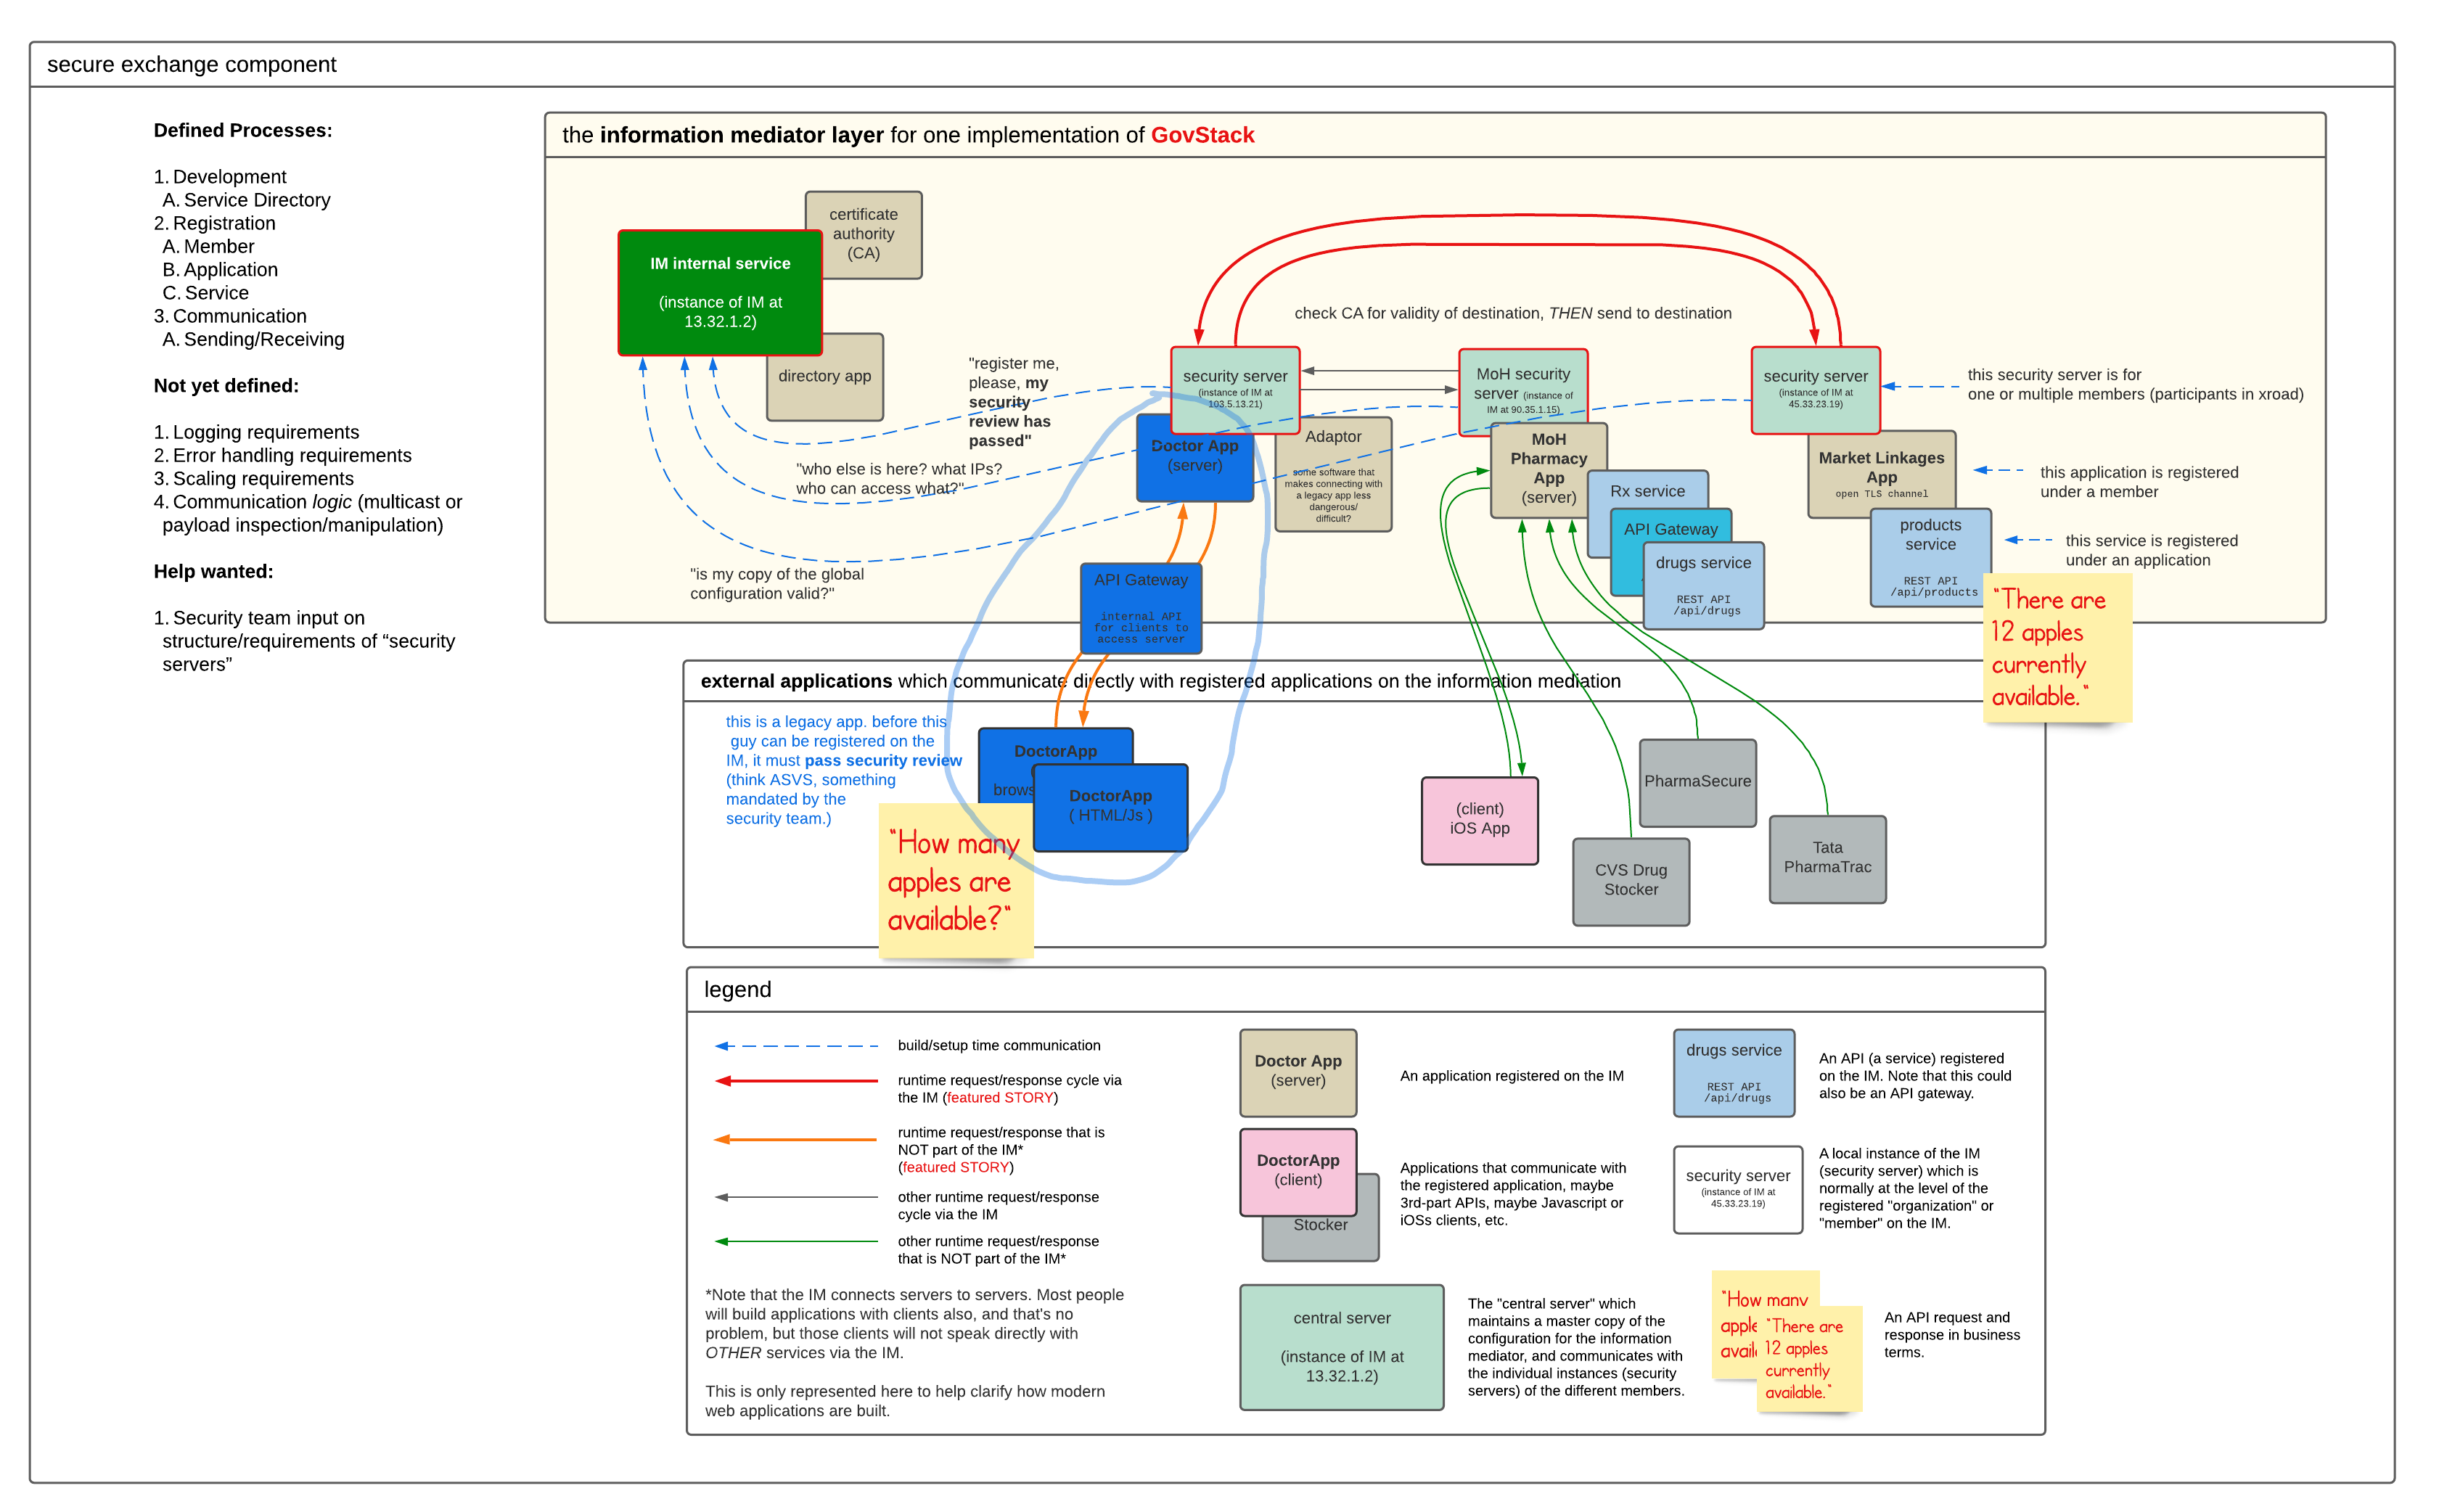 secure exchange component
Defined Processes:
1. Development
A. Service Directory
2. Registration
A. Member
B. Application
C. Service
3. Communication
A. Sending/Receiving
Not yet defined:
1. Logging requirements
2. Error handling requirements
3. Scaling requirements
4. Communication logic (multicast or
payload inspection/manipulation)
Help wanted:
1. Security team input on
structure/requirements of “security
servers”
the information mediator layer for one implementation of GovStack
certificate
authority
(CA)
IM internal service
(instance of IM at
13.32.1.2)
directory app
"register me,
please, my
security
review has
passed"
"who else is here? what IPs?
who can access what?"
"is my copy of the global
configuration valid?"
check CA for validity of destination, THEN send to destination
security server
(instance of IM at
103.5.13.21)
Doctor App
(server)
Adaptor
some software that
makes connecting with
a legacy app less
dangerous/
difficult?
MoH security
server (instance of
IM at 90.35.1.15)
MoH
Pharmacy
App
(server)
Rx service
API Gateway
drugs service
REST API
/api/drugs
security server
(instance of IM at
45.33.23.19)
Market Linkages
App
open TLS channel
products
service
REST API
/api/products
this security server is for
one or multiple members (participants in xroad)
this application is registered
under a member
this service is registered
under an application
"There are
12 apples
currently
available."
API Gateway
internal API
for clients to
access server
external applications which communicate directly with registered applications on the information mediation
this is a legacy app. before this
guy can be registered on the
IM, it must pass security review
(think ASVS, something
mandated by the
security team.)
DoctorApp
brows
DoctorApp
( HTML/Js )
"How many
apples are
available?"
(client)
iOS App
CVS Drug
Stocker
PharmaSecure
Tata
PharmaTrac
legend
build/setup time communication
runtime request/response cycle via
the IM (featured STORY)
runtime request/response that is
NOT part of the IM*
(featured STORY)
other runtime request/response
cycle via the IM
other runtime request/response
that is NOT part of the IM*
*Note that the IM connects servers to servers. Most people
will build applications with clients also, and that's no
problem, but those clients will not speak directly with
OTHER services via the IM.
This is only represented here to help clarify how modern
web applications are built.
Doctor App
(server)
An application registered on the IM
DoctorApp
(client)
Stocker
Applications that communicate with
the registered application, maybe
3rd-part APIs, maybe Javascript or
iOSs clients, etc.
central server
(instance of IM at
13.32.1.2)
The "central server" which
maintains a master copy of the
configuration for the information
mediator, and communicates with
the individual instances (security
servers) of the different members.
drugs service
REST API
/api/drugs
An API (a service) registered
on the IM. Note that this could
also be an API gateway.
security server
(instance of IM at
45.33.23.19)
A local instance of the IM
(security server) which is
normally at the level of the
registered "organization" or
"member" on the IM.
"How many
apple
avail
"There are
12 apples
currently
available."
An API request and
response in business
terms.